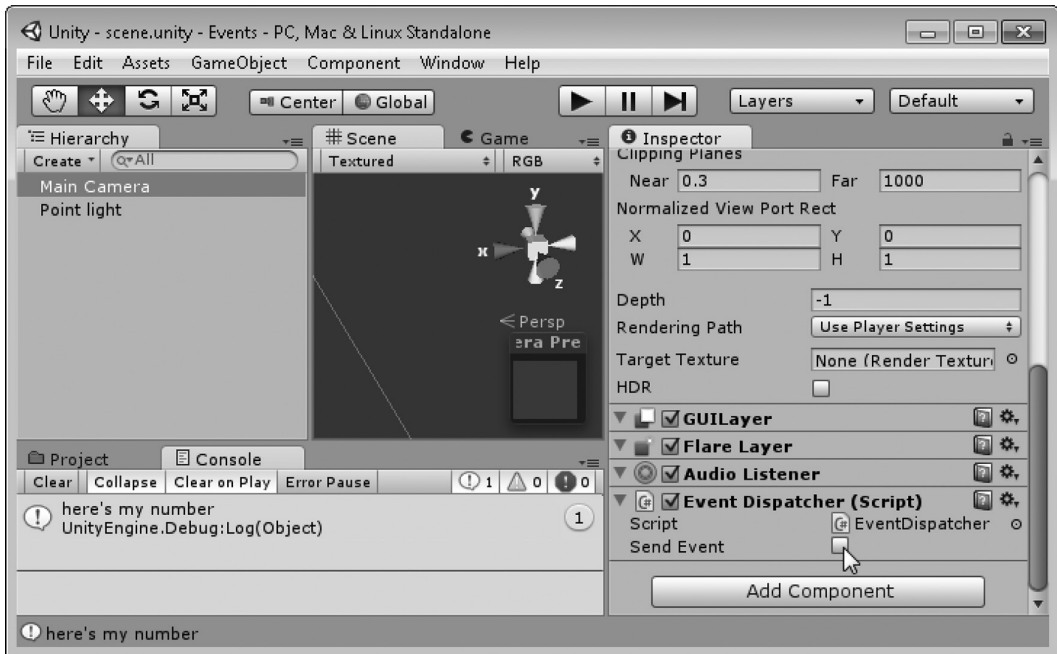 Unity - scene.unity - Events - PC, Mac & Linux Standalone
File Edit Assets GameObject Component Window Help
Center Global Layers Default
Hierarchy
Create All
Main Camera
Point light
Scene Game
Textured RGB
y
x
z
Persp
era Pre
Inspector
Clipping Planes
Near 0.3 Far 1000
Normalized View Port Rect
X 0 Y 0
W 1 H 1
Depth -1
Rendering Path Use Player Settings
Target Texture None (Render Textur
HDR
GUILayer
Flare Layer
Audio Listener
Event Dispatcher (Script)
Script EventDispatcher
Send Event
Add Component
Project Console
Clear Collapse Clear on Play Error Pause 1 0 0
here's my number
UnityEngine.Debug:Log(Object)
1
here's my number